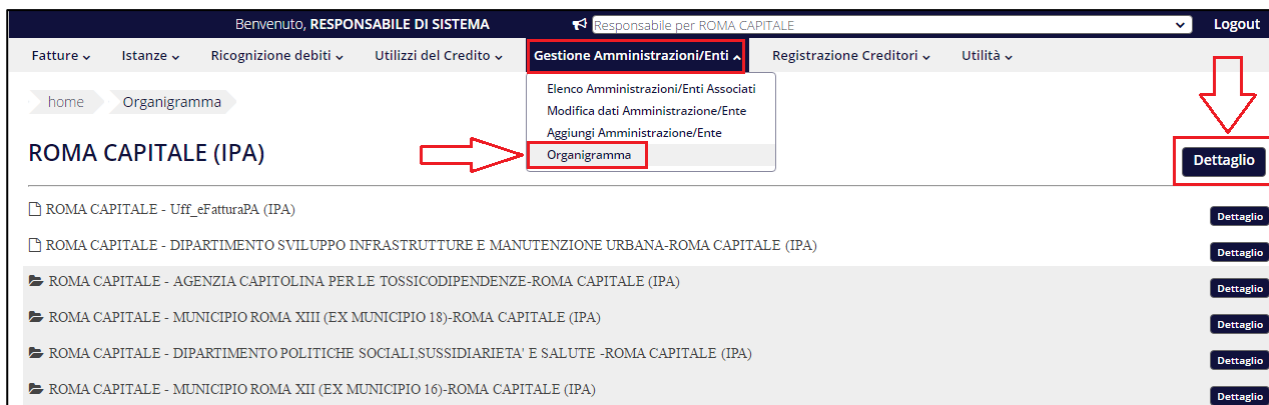 Benvenuto, RESPONSABILE DI SISTEMA Responsabile per ROMA CAPITALE Logout
Fatture Istanze Ricognizione debiti Utilizzi del Credito Gestione Amministrazioni/Enti Registrazione Creditori Utilità
Elenco Amministrazioni/Enti Associati
Modifica dati Amministrazione/Ente
Aggiungi Amministrazione/Ente
Organigramma
home Organigramma
ROMA CAPITALE (IPA) Dettaglio
ROMA CAPITALE - Uff_eFatturaPA (IPA) Dettaglio
ROMA CAPITALE - DIPARTIMENTO SVILUPPO INFRASTRUTTURE E MANUTENZIONE URBANA-ROMA CAPITALE (IPA) Dettaglio
ROMA CAPITALE - AGENZIA CAPITOLINA PER LE TOSSICODIPENDENZE-ROMA CAPITALE (IPA) Dettaglio
ROMA CAPITALE - MUNICIPIO ROMA XIII (EX MUNICIPIO 18)-ROMA CAPITALE (IPA) Dettaglio
ROMA CAPITALE - DIPARTIMENTO POLITICHE SOCIALI,SUSSIDIARIETA' E SALUTE -ROMA CAPITALE (IPA) Dettaglio
ROMA CAPITALE - MUNICIPIO ROMA XII (EX MUNICIPIO 16)-ROMA CAPITALE (IPA) Dettaglio